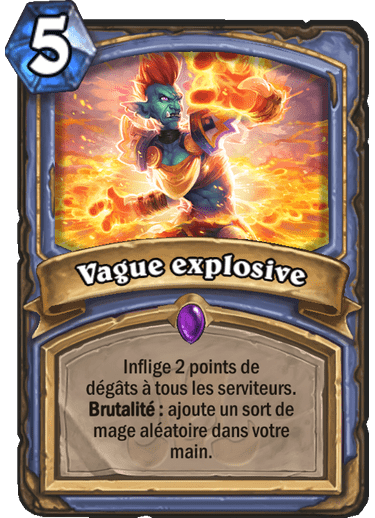 5
Vague explosive
Inflige 2 points de
dégâts à tous les serviteurs.
Brutalité : ajoute un sort de
mage aléatoire dans votre
main.